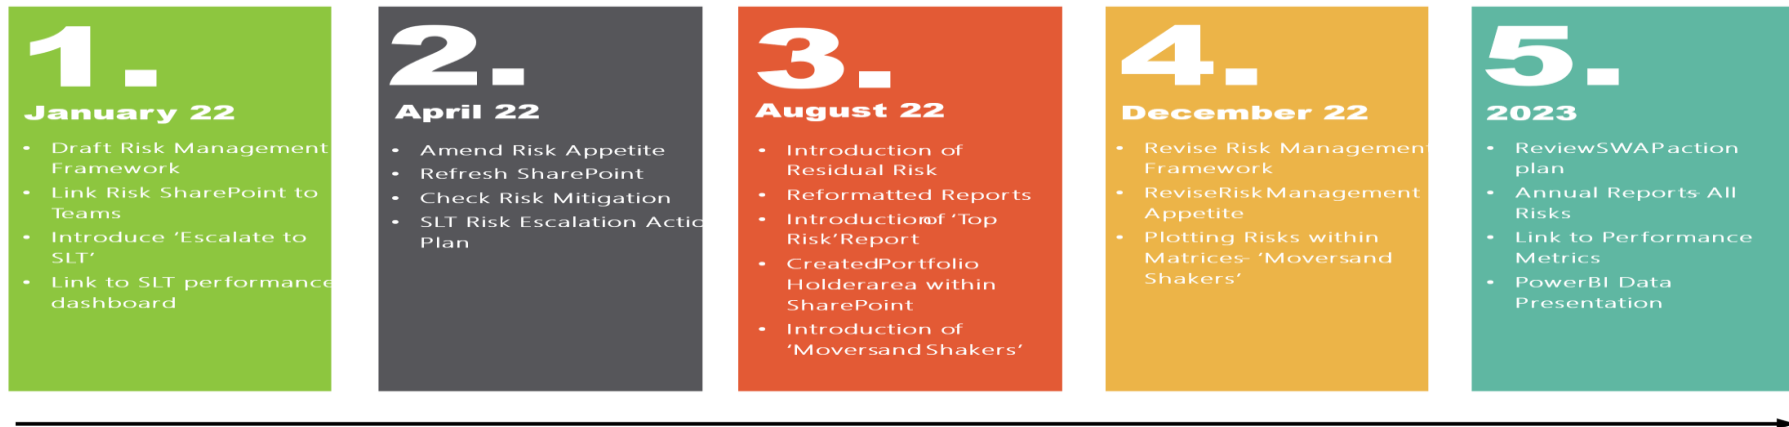 1.
January 22
• Draft Risk Management
Framework
• Link Risk SharePoint to
Teams
• Introduce ‘Escalate to
SLT’
• Link to SLT performance
dashboard
2.
April 22
• Amend Risk Appetite
• Refresh SharePoint
• Check Risk Mitigation
• SLT Risk Escalation Actio
Plan
3.
August 22
• Introduction of
Residual Risk
• Reformatted Reports
• Introductionof ‘Top
Risk’Report
• CreatedPortfolio
Holderarea within
SharePoint
• Introduction of
‘Moversand Shakers’
4.
December 22
• Revise Risk Management
Framework
• ReviseRiskManagement
Appetite
• Plotting Risks within
Matrices– ‘Moversand
Shakers’
5.
2023
• ReviewSWAPaction
plan
• Annual Reports– All
Risks
• Link to Performance
Metrics
• PowerBI Data
Presentation